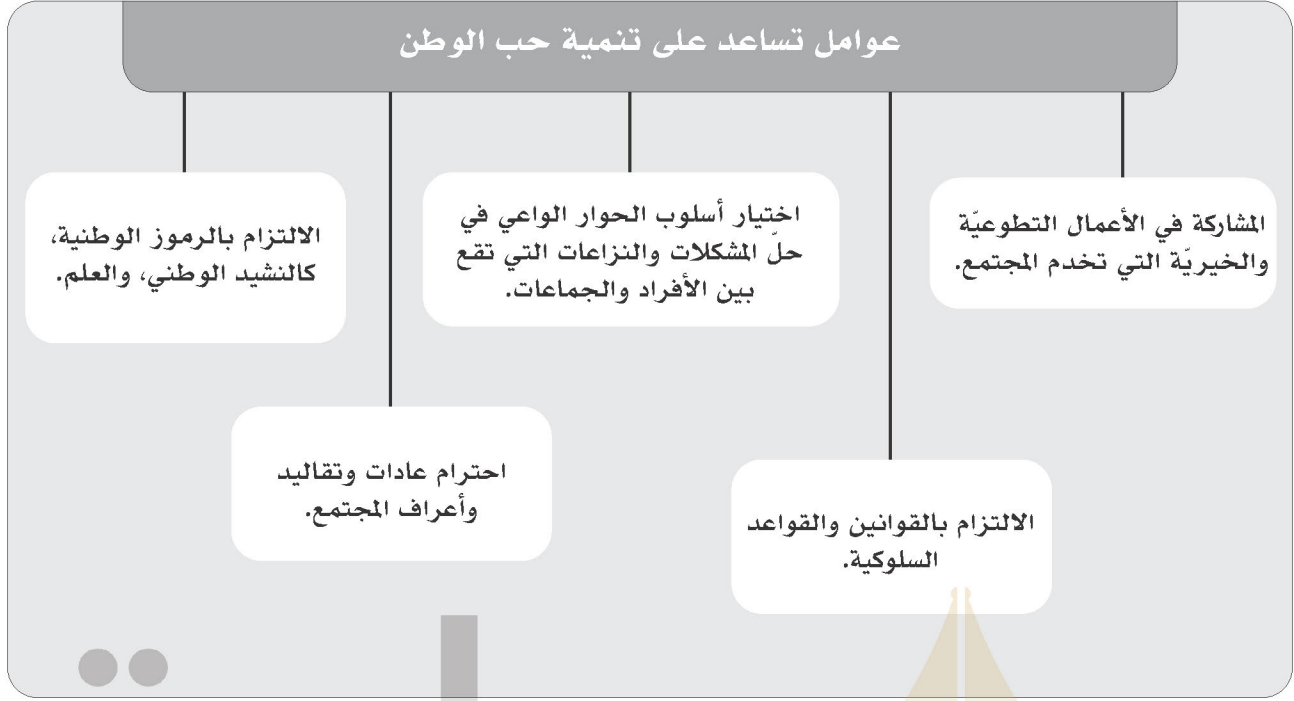 عوامل تساعد على تنمية حب الوطن
المشاركة في الأعمال التطوعيّة
والخيريّة التي تخدم المجتمع.
الالتزام بالقوانين والقواعد
السلوكية.
اختيار أسلوب الحوار الواعي في
حلّ المشكلات والنزاعات التي تقع
بين الأفراد والجماعات.
احترام عادات وتقاليد
وأعراف المجتمع.
الالتزام بالرموز الوطنية،
كالنشيد الوطني، والعلم.